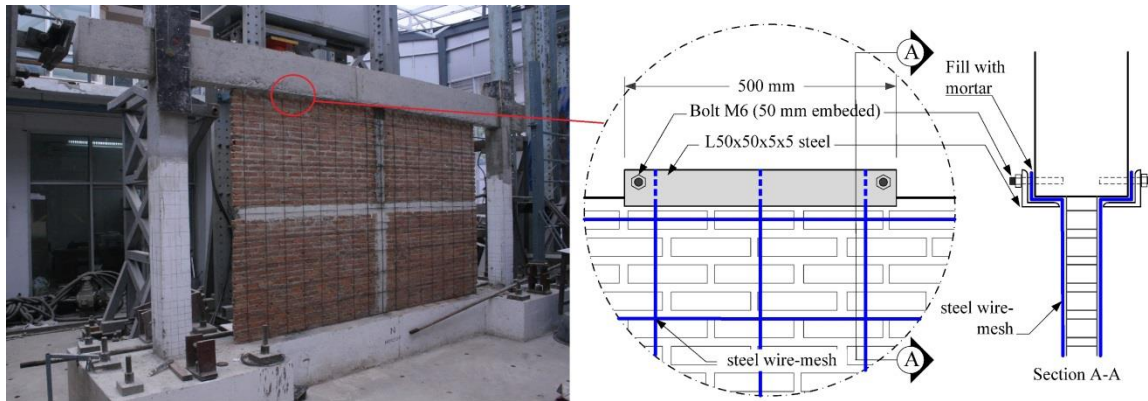 A
500 mm
Bolt M6 (50 mm embeded)
L50x50x5x5 steel
steel wire-mesh
A
Fill with
mortar
steel wire-
mesh
Section A-A
N